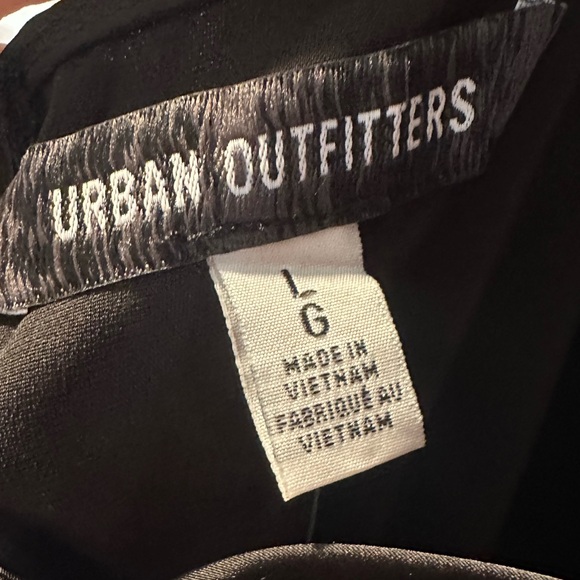 URBAN OUTFITTERS
L
G
MADE IN
VIETNAM
FABRIQUÉ AU
VIETNAM